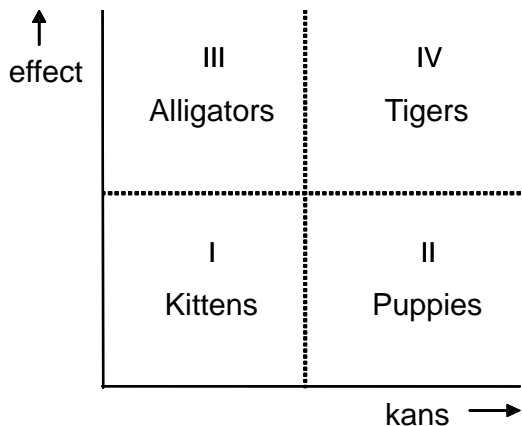 effect
III
Alligators
IV
Tigers
I
Kittens
II
Puppies
kans